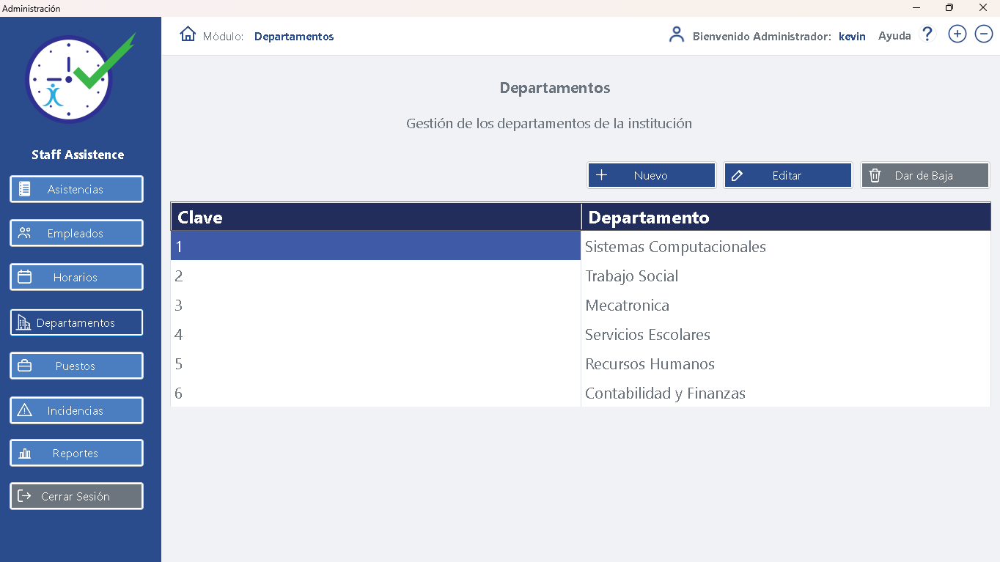 Administración
Módulo: Departamentos
Bienvenido Administrador: kevin
Ayuda ?
Staff Assistence
Asistencias
Empleados
Horarios
Departamentos
Puestos
Incidencias
Reportes
Cerrar Sesión
Departamentos
Gestión de los departamentos de la institución
Nuevo
Editar
Dar de Baja
Clave Departamento
1 Sistemas Computacionales
2 Trabajo Social
3 Mecatronica
4 Servicios Escolares
5 Recursos Humanos
6 Contabilidad y Finanzas